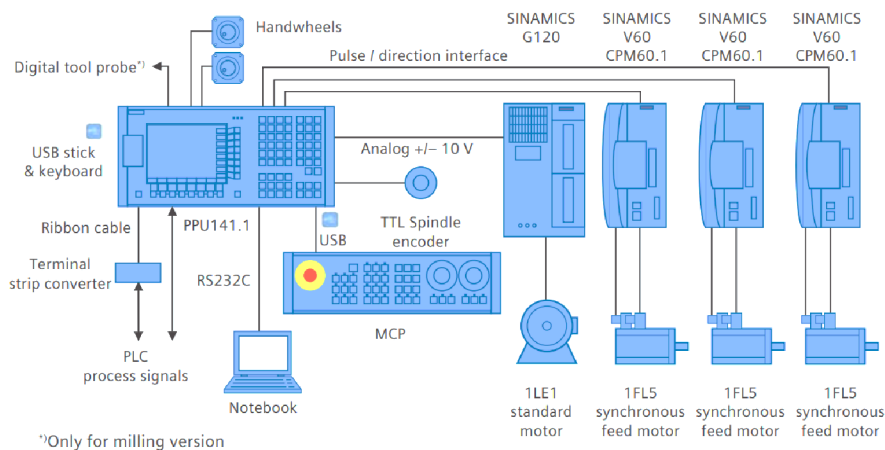 Handwheels
Digital tool probe*)
Pulse / direction interface
SINAMICS
G120
SINAMICS
V60
CPM60.1
SINAMICS
V60
CPM60.1
SINAMICS
V60
CPM60.1
USB stick
& keyboard
Analog +/– 10 V
Ribbon cable
PPU141.1
USB
TTL Spindle
encoder
Terminal
strip converter
RS232C
MCP
PLC
process signals
Notebook
1LE1
standard
motor
1FL5
synchronous
feed motor
1FL5
synchronous
feed motor
1FL5
synchronous
feed motor
*)Only for milling version